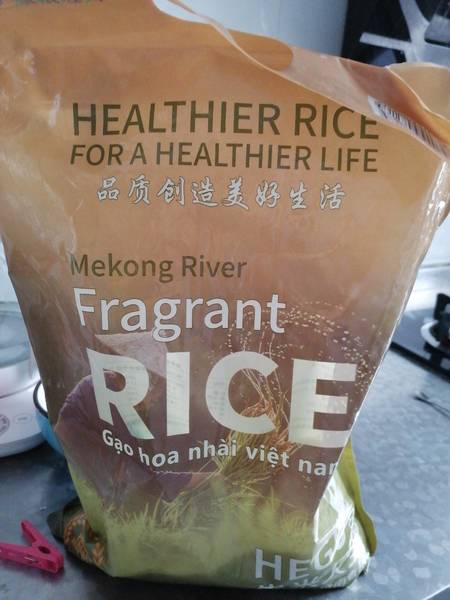 HEALTHIER RICE
FOR A HEALTHIER LIFE
品质创造美好生活
Mekong River
Fragrant
RICE
Gạo hoa nhài việt nam